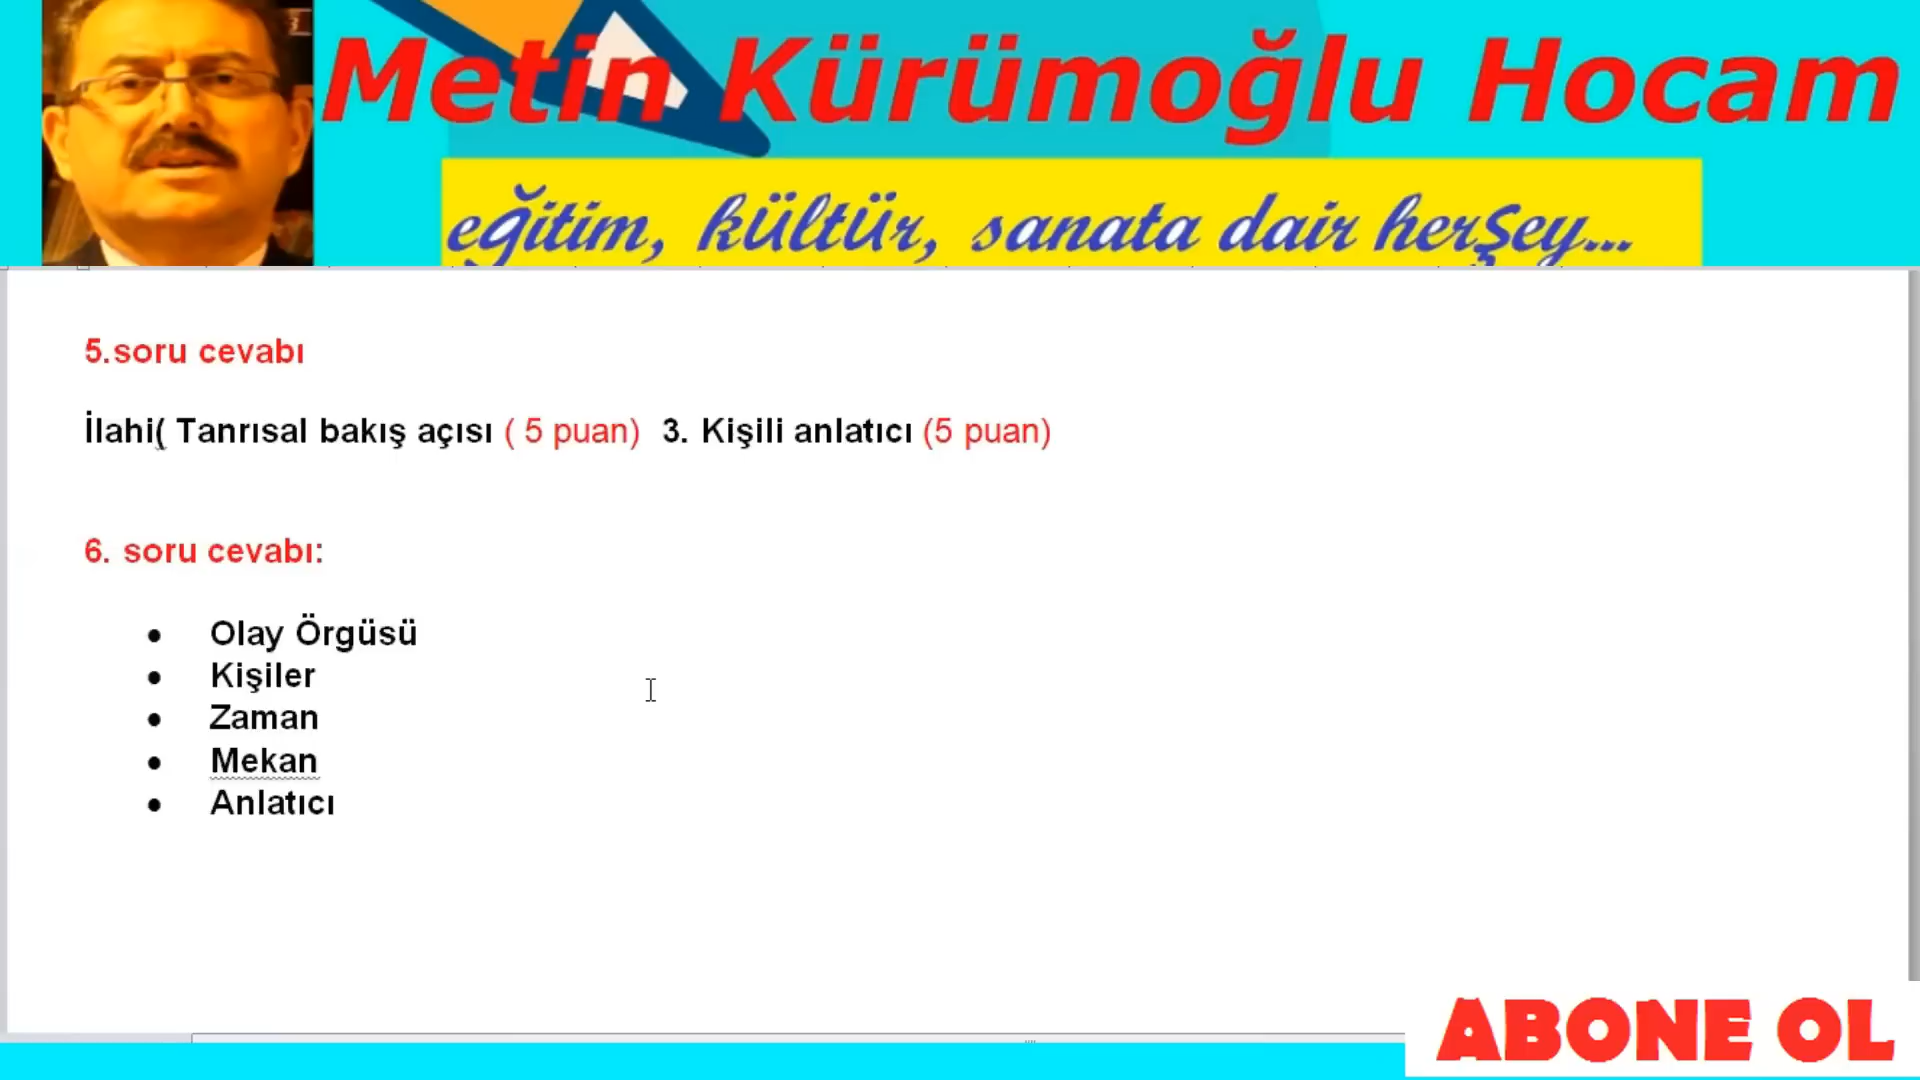 Metin Kürümoğlu Hocam
eğitim, kültür, sanata dair herşey...
5.soru cevabı
İlahi( Tanrısal bakış açısı ( 5 puan) 3. Kişili anlatıcı (5 puan)
6. soru cevabı:
• Olay Örgüsü
• Kişiler
• Zaman
• Mekan
• Anlatıcı
ABONE OL